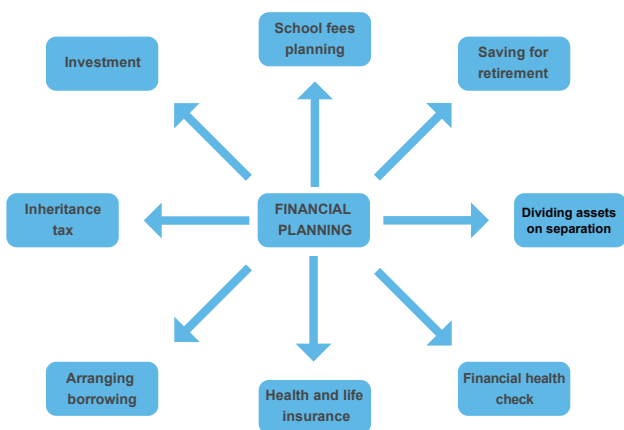 School fees
planning
Investment
Saving for
retirement
Inheritance
tax
FINANCIAL
PLANNING
Dividing assets
on separation
Arranging
borrowing
Health and life
insurance
Financial health
check